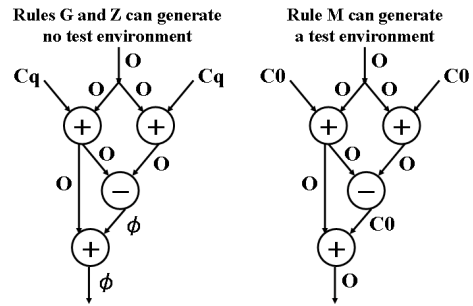 Rules G and Z can generate
no test environment
Rule M can generate
a test environment
O
O
Cq
O O
Cq
C0
O O
C0
+
+
+
+
O
O
O
O
O
O
−
−
ϕ
C0
+
+
ϕ
O